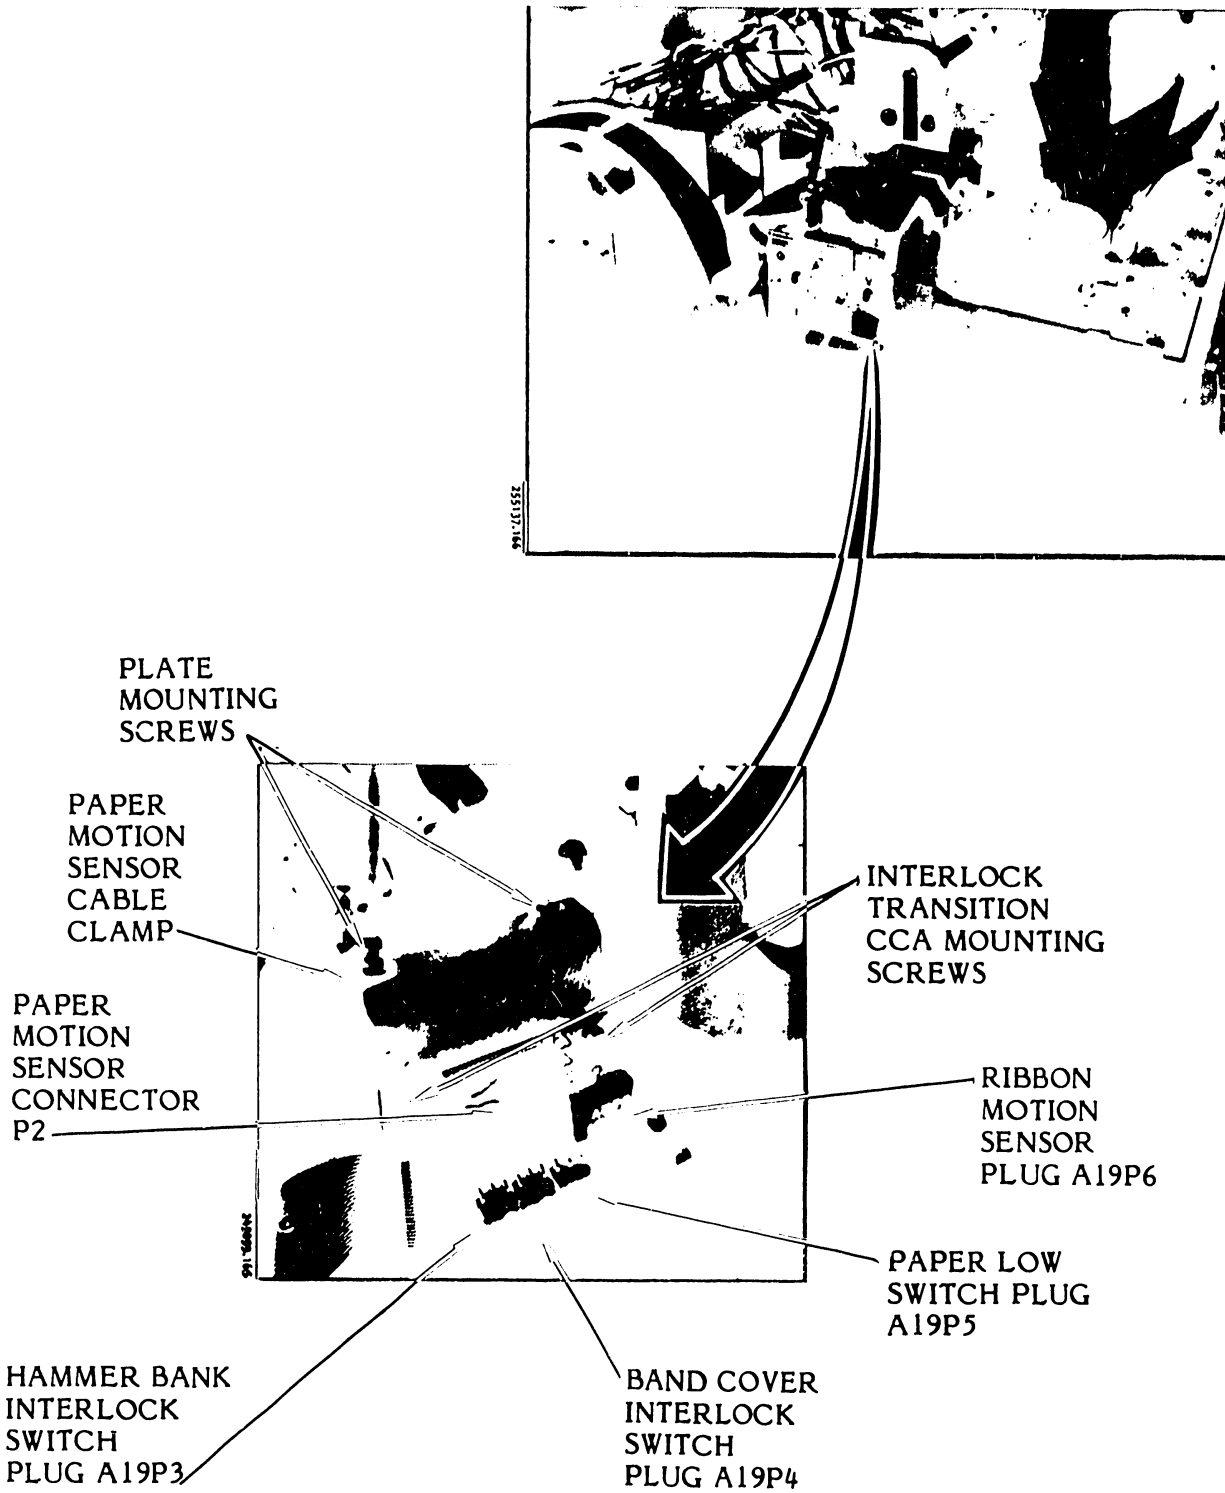 255137.166
PLATE
MOUNTING
SCREWS
PAPER
MOTION
SENSOR
CABLE
CLAMP
INTERLOCK
TRANSITION
CCA MOUNTING
SCREWS
PAPER
MOTION
SENSOR
CONNECTOR
P2
RIBBON
MOTION
SENSOR
PLUG A19P6
PAPER LOW
SWITCH PLUG
A19P5
HAMMER BANK
INTERLOCK
SWITCH
PLUG A19P3
BAND COVER
INTERLOCK
SWITCH
PLUG A19P4